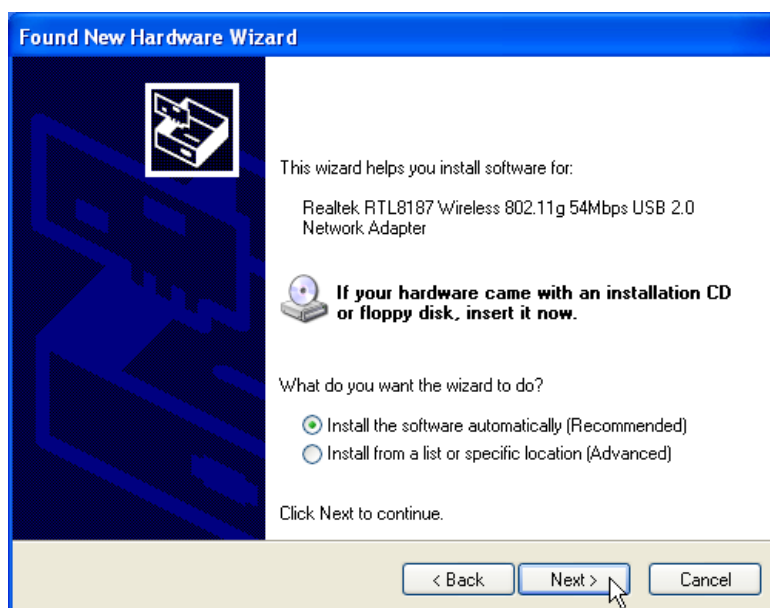 Found New Hardware Wizard
This wizard helps you install software for:
Realtek RTL8187 Wireless 802.11g 54Mbps USB 2.0
Network Adapter
If your hardware came with an installation CD
or floppy disk, insert it now.
What do you want the wizard to do?
Install the software automatically (Recommended)
Install from a list or specific location (Advanced)
Click Next to continue.
< Back Next > Cancel